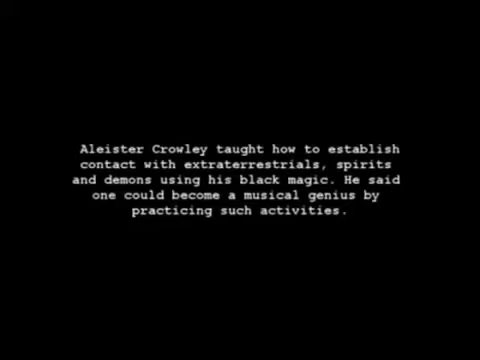 Aleister Crowley taught how to establish
contact with extraterrestrials, spirits
and demons using his black magic. He said
one could become a musical genius by
practicing such activities.